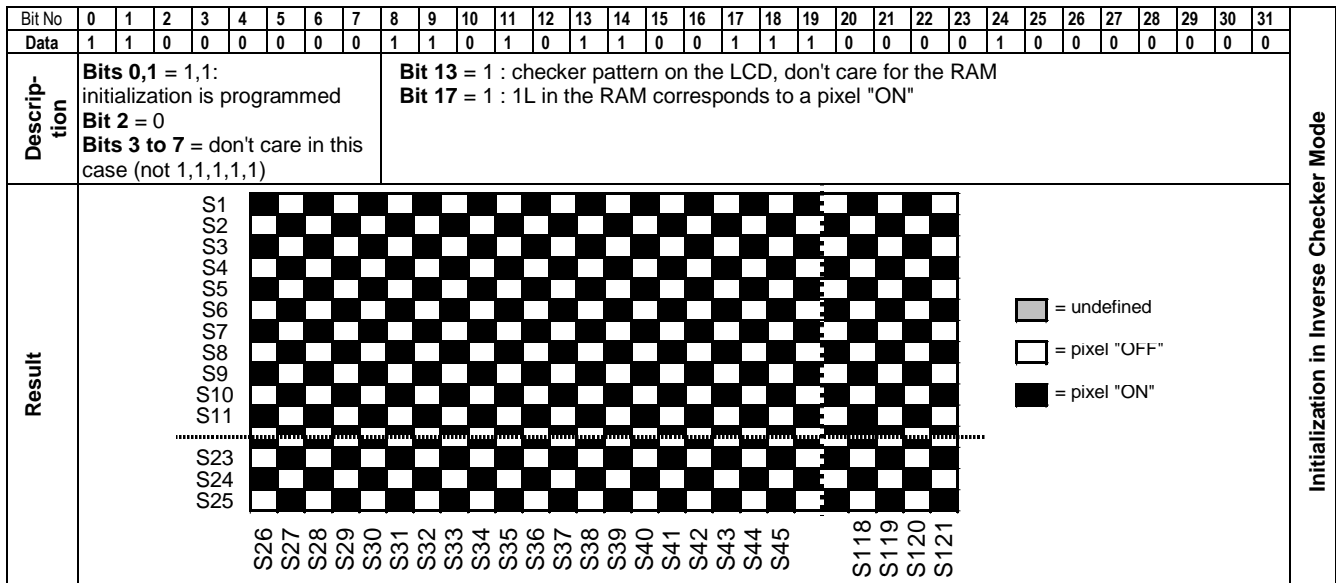 Bit No 0 1 2 3 4 5 6 7 8 9 10 11 12 13 14 15 16 17 18 19 20 21 22 23 24 25 26 27 28 29 30 31
Data 1 1 0 0 0 0 0 0 1 1 0 1 0 1 1 0 0 1 1 1 0 0 0 0 1 0 0 0 0 0 0 0
Descrip-
tion
Bits 0,1 = 1,1:
initialization is programmed
Bit 2 = 0
Bits 3 to 7 = don't care in this
case (not 1,1,1,1,1)
Bit 13 = 1 : checker pattern on the LCD, don't care for the RAM
Bit 17 = 1 : 1L in the RAM corresponds to a pixel "ON"
Result
S1
S2
S3
S4
S5
S6
S7
S8
S9
S10
S11
S23
S24
S25
S26 S27 S28 S29 S30 S31 S32 S33 S34 S35 S36 S37 S38 S39 S40 S41 S42 S43 S44 S45 S118 S119 S120 S121
= undefined
= pixel "OFF"
= pixel "ON"
Initialization in Inverse Checker Mode